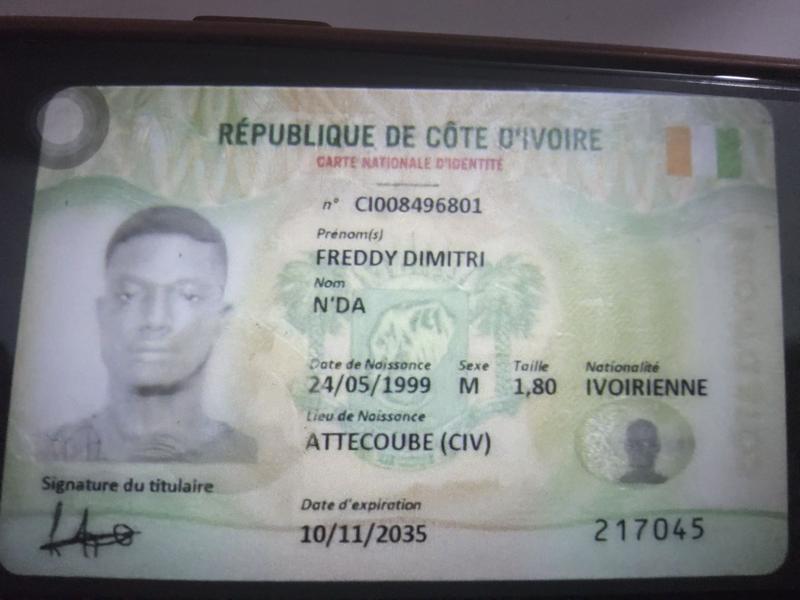 RÉPUBLIQUE DE CÔTE D'IVOIRE
CARTE NATIONALE D'IDENTITÉ
n° CI008496801
Prénom(s)
FREDDY DIMITRI
Nom
N'DA
Date de Naissance Sexe Taille Nationalité
24/05/1999 M 1,80 IVOIRIENNE
Lieu de Naissance
ATTECOUBE (CIV)
Signature du titulaire
Date d'expiration
10/11/2035
217045